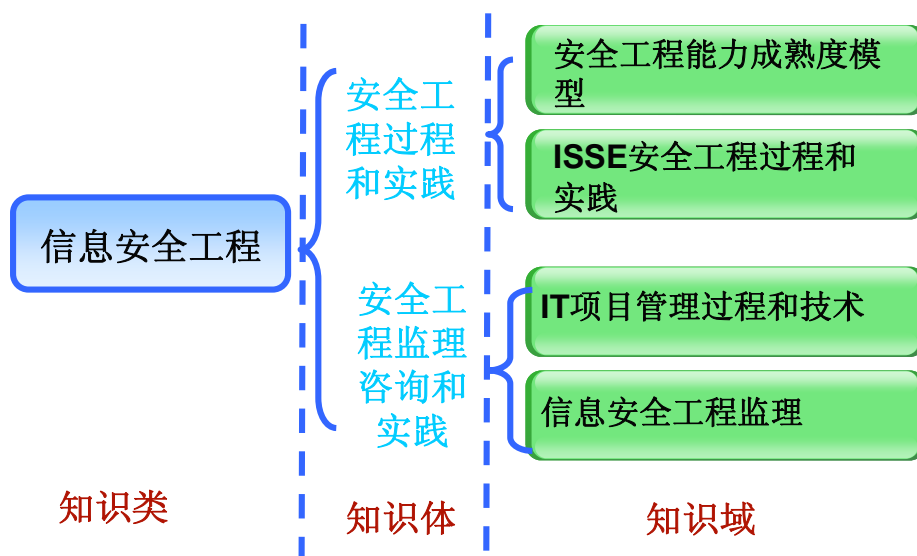 信息安全工程
安全工
程过程
和实践
安全工
程监理
咨询和
实践
安全工程能力成熟度模
型
ISSE安全工程过程和
实践
IT项目管理过程和技术
信息安全工程监理
知识类
知识体
知识域